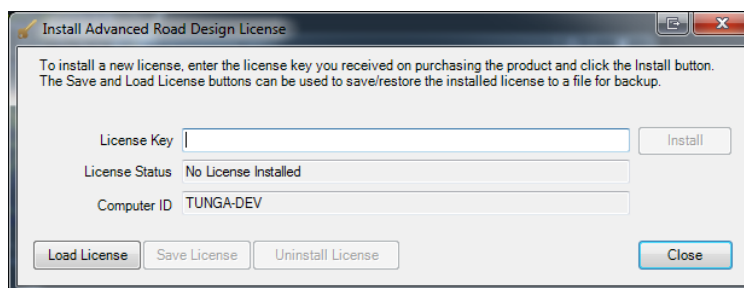 Install Advanced Road Design License
To install a new license, enter the license key you received on purchasing the product and click the Install button.
The Save and Load License buttons can be used to save/restore the installed license to a file for backup.
License Key
Install
License Status No License Installed
Computer ID TUNGA-DEV
Load License Save License Uninstall License Close